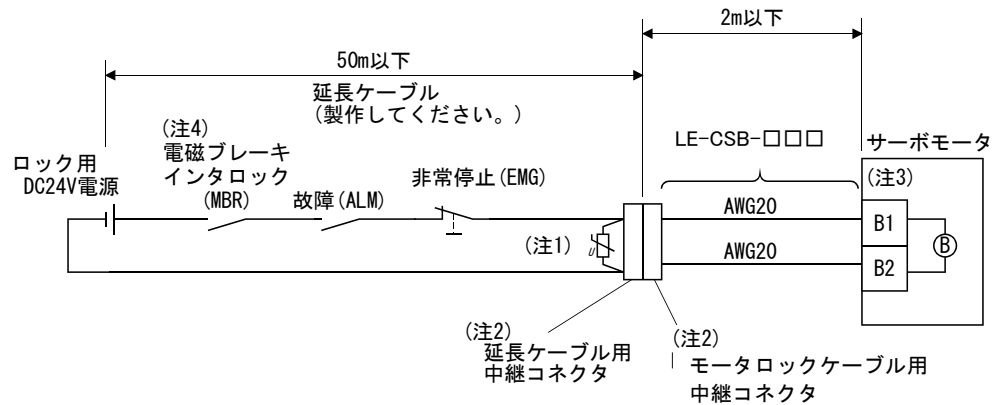 2m以下
50m以下
延長ケーブル
(製作してください。)
LE-CSB-□□□
サーボモータ
(注4)
電磁ブレーキ
インタロック
(MBR)
ロック用
DC24V電源
故障(ALM)
非常停止(EMG)
(注3)
AWG20
B1
(注1)
U
AWG20
B2
B
(注2)
延長ケーブル用
中継コネクタ
(注2)
モータロックケーブル用
中継コネクタ